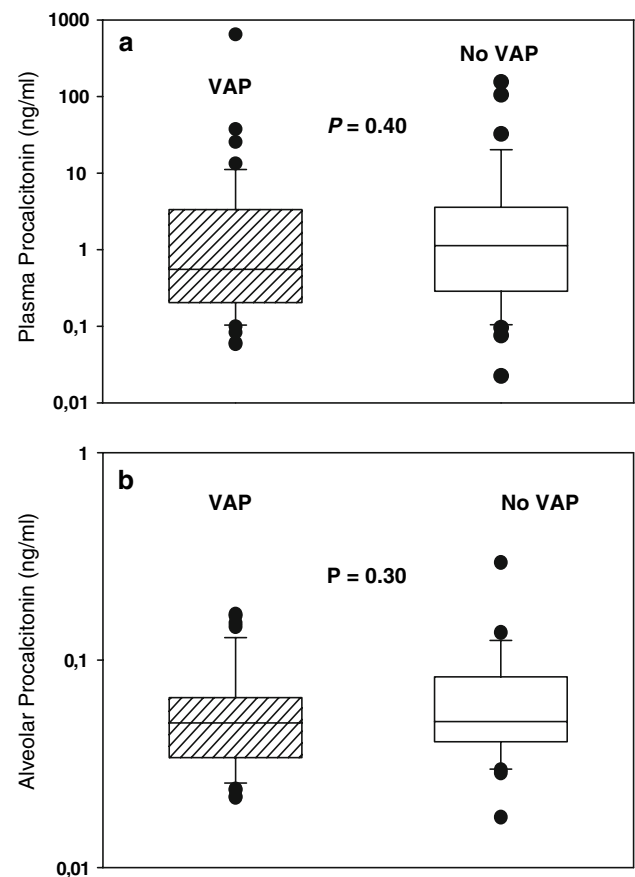 1000
a
No VAP
VAP
100
P = 0.40
10
1
0,1
0,01
Plasma Procalcitonin (ng/ml)
1
b
VAP
No VAP
P = 0.30
0,1
0,01
Alveolar Procalcitonin (ng/ml)